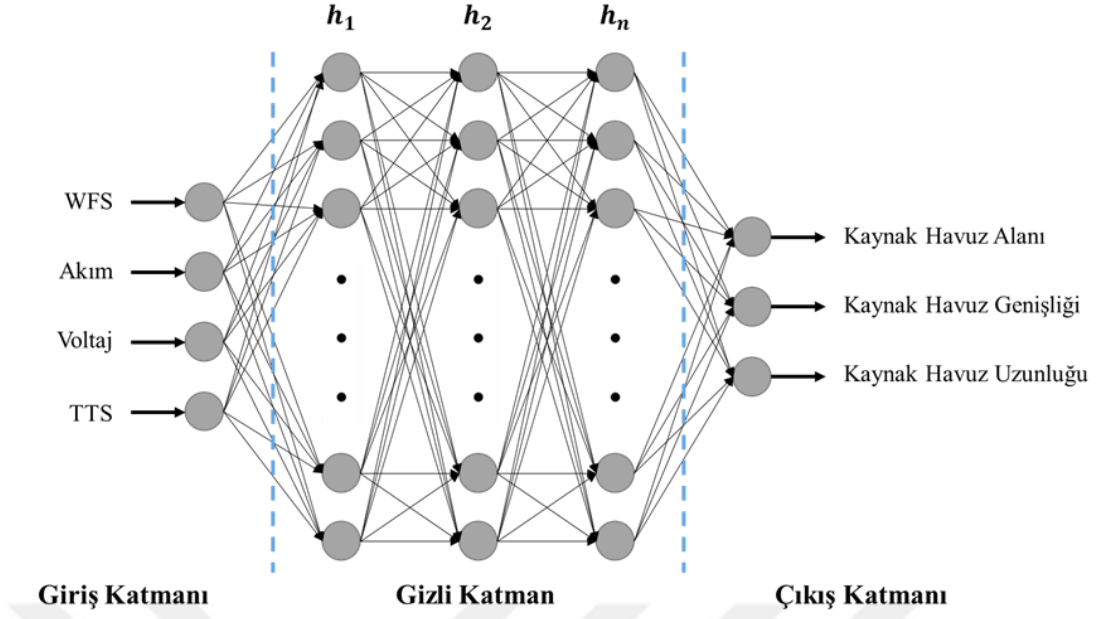 h₁ h₂ hₙ
WFS
Akım
Voltaj
TTS
Kaynak Havuz Alanı
Kaynak Havuz Genişliği
Kaynak Havuz Uzunluğu
Giriş Katmanı Gizli Katman Çıkış Katmanı